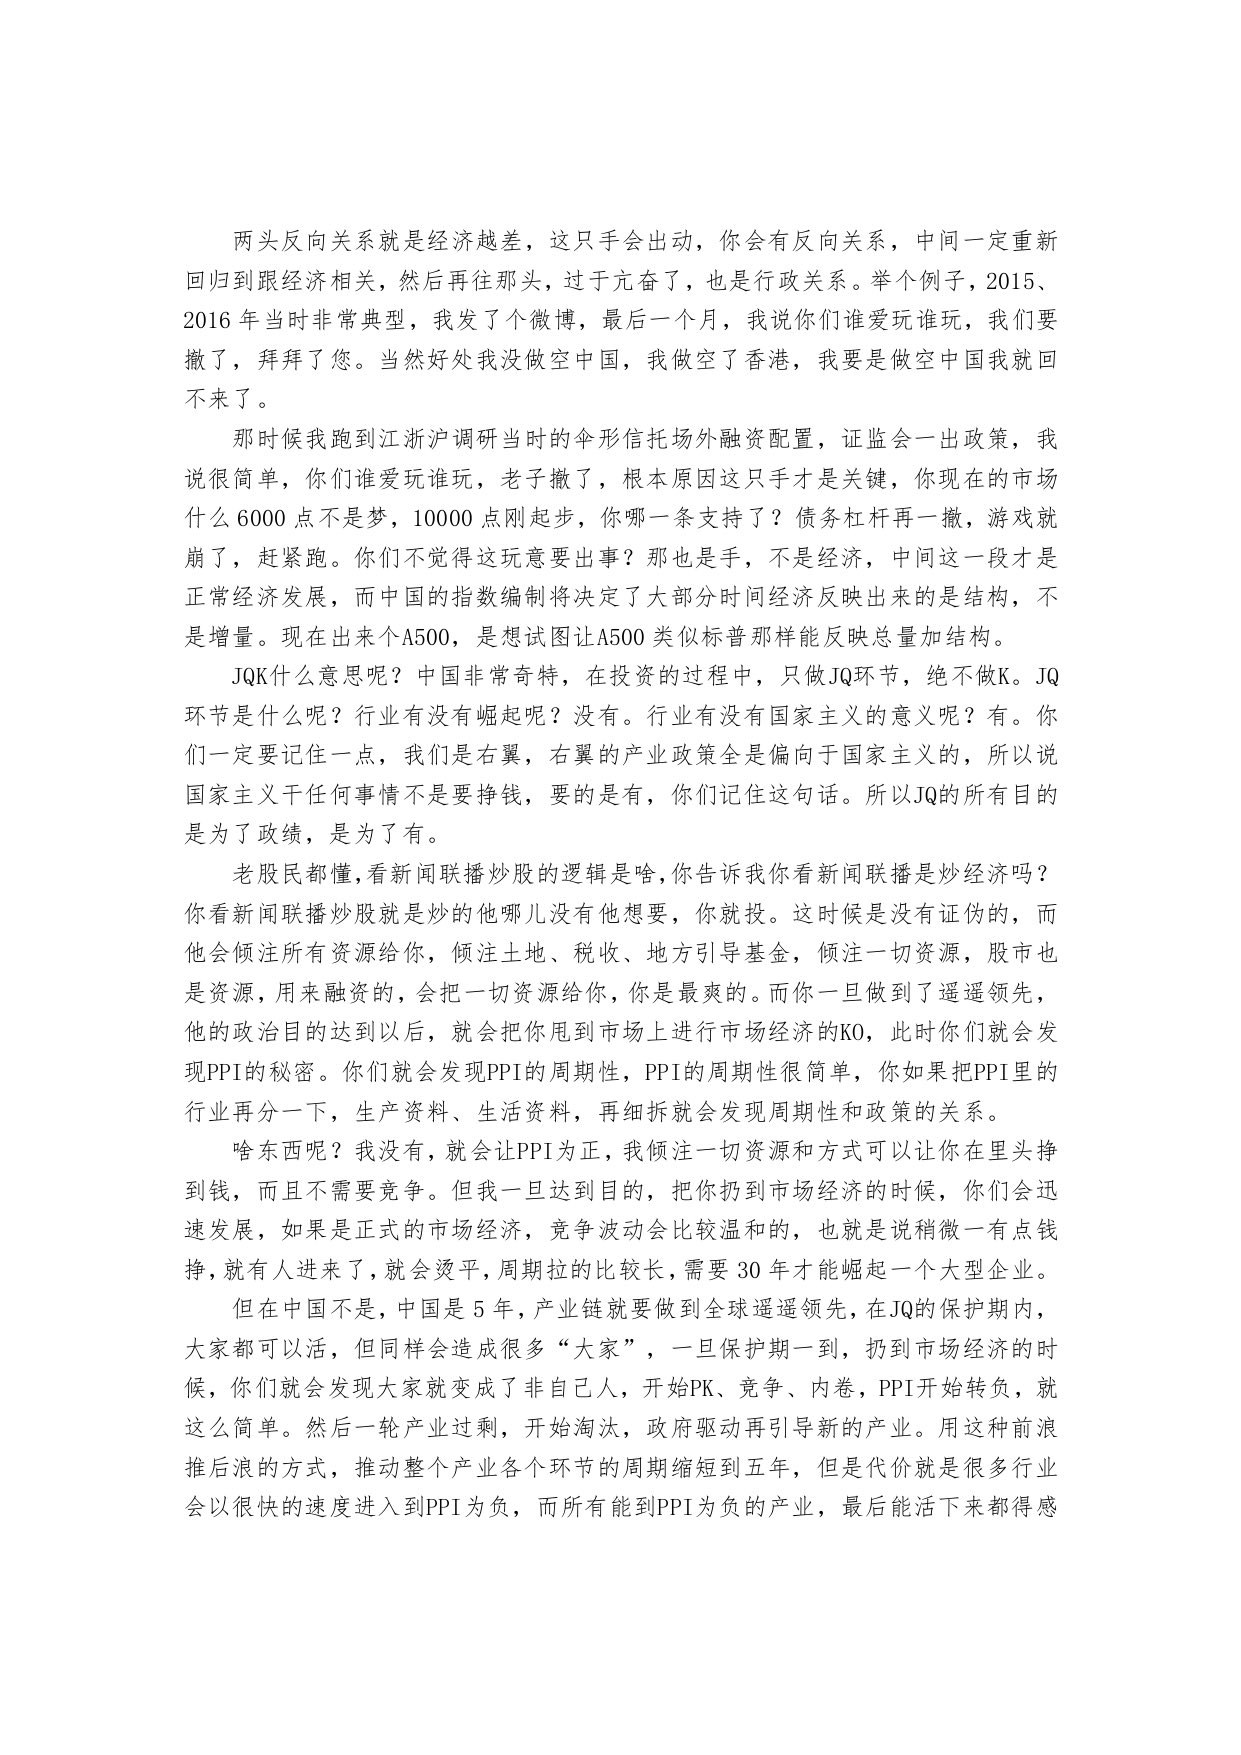 两头反向关系就是经济越差，这只手会出动，你会有反向关系，中间一定重新
回归到跟经济相关，然后再往那头，过于亢奋了，也是行政关系。举个例子，2015、
2016 年当时非常典型，我发了个微博，最后一个月，我说你们谁爱玩谁玩，我们要
撤了，拜拜了您。当然好处我没做空中国，我做空了香港，我要是做空中国我就回
不来了。
那时候我跑到江浙沪调研当时的伞形信托场外融资配置，证监会一出政策，我
说很简单，你们谁爱玩谁玩，老子撤了，根本原因这只手才是关键，你现在的市场
什么 6000 点不是梦，10000 点刚起步，你哪一条支持了？债务杠杆再一撤，游戏就
崩了，赶紧跑。你们不觉得这玩意要出事？那也是手，不是经济，中间这一段才是
正常经济发展，而中国的指数编制将决定了大部分时间经济反映出来的是结构，不
是增量。现在出来个A500，是想试图让A500 类似标普那样能反映总量加结构。
JQK什么意思呢？中国非常奇特，在投资的过程中，只做JQ环节，绝不做K。JQ
环节是什么呢？行业有没有崛起呢？没有。行业有没有国家主义的意义呢？有。你
们一定要记住一点，我们是右翼，右翼的产业政策全是偏向于国家主义的，所以说
国家主义干任何事情不是要挣钱，要的是有，你们记住这句话。所以JQ的所有目的
是为了政绩，是为了有。
老股民都懂，看新闻联播炒股的逻辑是啥，你告诉我你看新闻联播是炒经济吗？
你看新闻联播炒股就是炒的他哪儿没有他想要，你就投。这时候是没有证伪的，而
他会倾注所有资源给你，倾注土地、税收、地方引导基金，倾注一切资源，股市也
是资源，用来融资的，会把一切资源给你，你是最爽的。而你一旦做到了遥遥领先，
他的政治目的达到以后，就会把你甩到市场上进行市场经济的KO，此时你们就会发
现PPI的秘密。你们就会发现PPI的周期性，PPI的周期性很简单，你如果把PPI里的
行业再分一下，生产资料、生活资料，再细拆就会发现周期性和政策的关系。
啥东西呢？我没有，就会让PPI为正，我倾注一切资源和方式可以让你在里头挣
到钱，而且不需要竞争。但我一旦达到目的，把你扔到市场经济的时候，你们会迅
速发展，如果是正式的市场经济，竞争波动会比较温和的，也就是说稍微一有点钱
挣，就有人进来了，就会烫平，周期拉的比较长，需要 30 年才能崛起一个大型企业。
但在中国不是，中国是 5 年，产业链就要做到全球遥遥领先，在JQ的保护期内，
大家都可以活，但同样会造成很多“大家”，一旦保护期一到，扔到市场经济的时
候，你们就会发现大家就变成了非自己人，开始PK、竞争、内卷，PPI开始转负，就
这么简单。然后一轮产业过剩，开始淘汰，政府驱动再引导新的产业。用这种前浪
推后浪的方式，推动整个产业各个环节的周期缩短到五年，但是代价就是很多行业
会以很快的速度进入到PPI为负，而所有能到PPI为负的产业，最后能活下来都得感